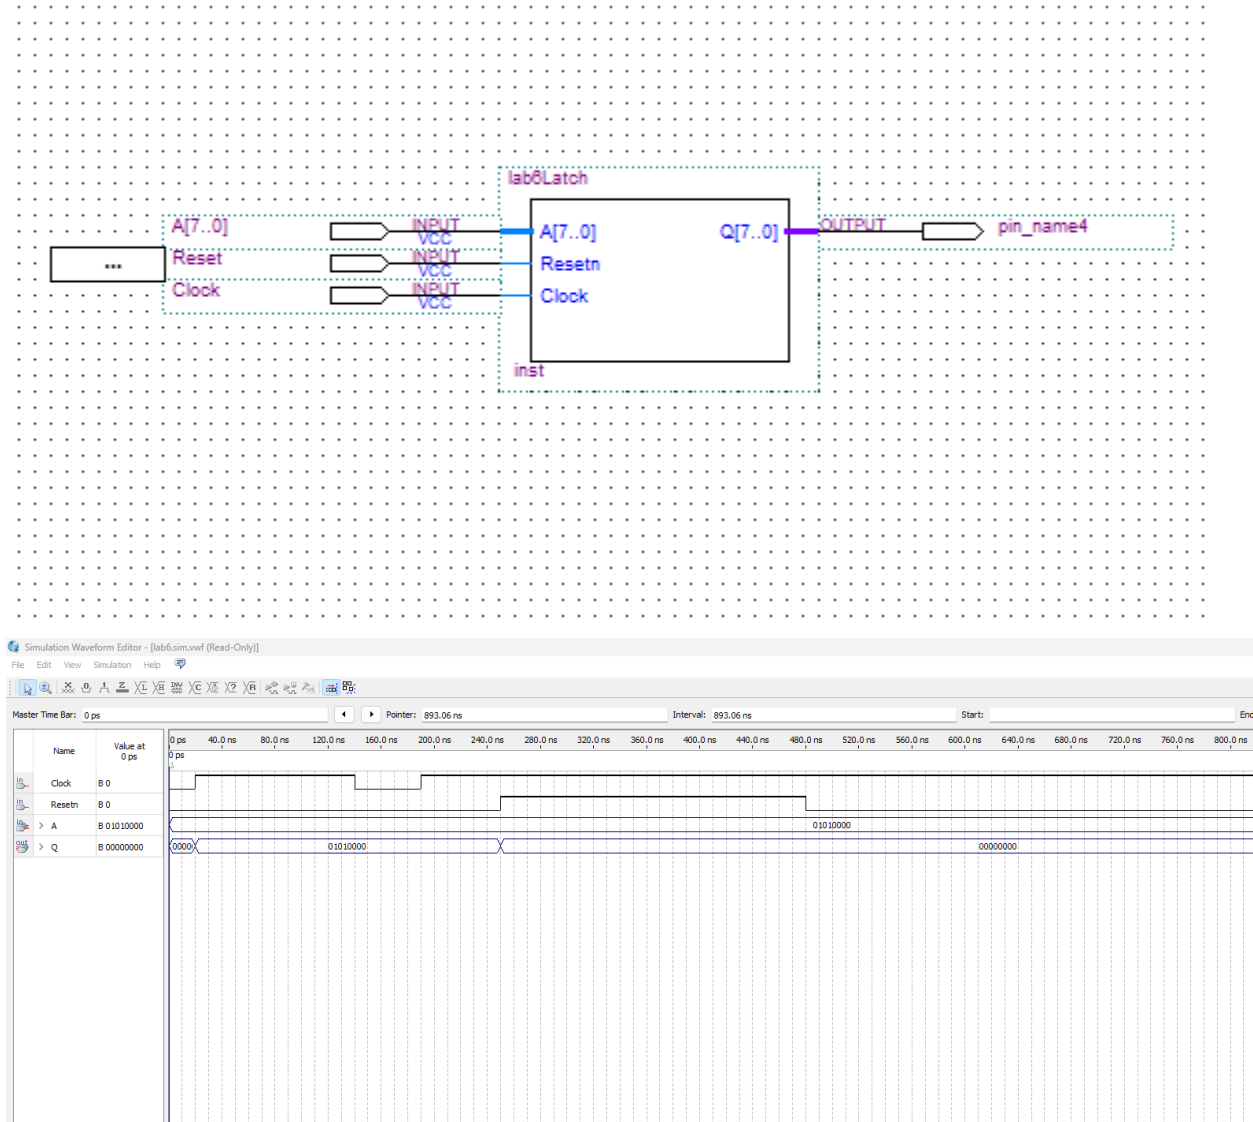 lab6Latch
A[7..0] INPUT VCC A[7..0] Q[7..0] OUTPUT pin_name4
... Reset INPUT VCC Resetn
Clock INPUT VCC Clock
inst
Simulation Waveform Editor - [lab6.sim.vwf (Read-Only)]
File Edit View Simulation Help
Master Time Bar: 0 ps Pointer: 893.06 ns Interval: 893.06 ns Start: End
Name Value at 0 ps 0 ps 40.0 ns 80.0 ns 120.0 ns 160.0 ns 200.0 ns 240.0 ns 280.0 ns 320.0 ns 360.0 ns 400.0 ns 440.0 ns 480.0 ns 520.0 ns 560.0 ns 600.0 ns 640.0 ns 680.0 ns 720.0 ns 760.0 ns 800.0 ns
0 ps
in Clock B 0
in Resetn B 0
in > A B 01010000 01010000
out > Q B 00000000 0000 01010000 00000000